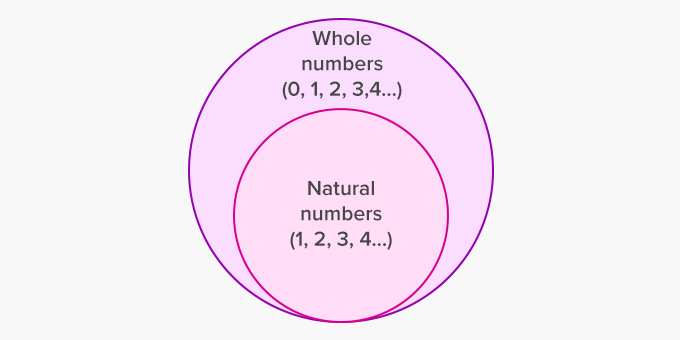 Whole
numbers
(0, 1, 2, 3,4...)
Natural
numbers
(1, 2, 3, 4...)